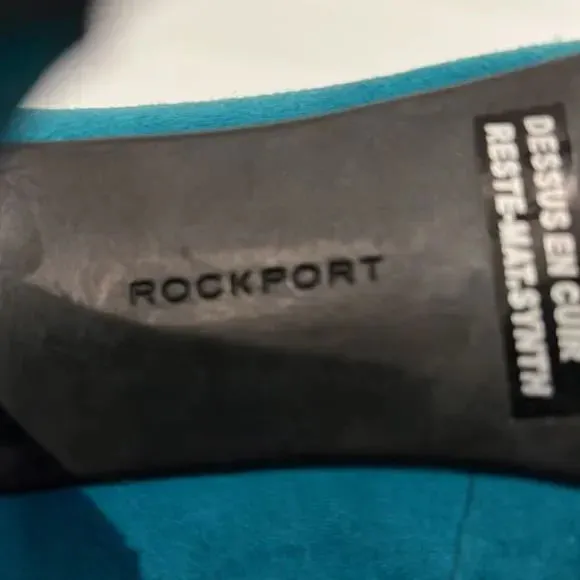 ROCKPORT
DESSUS EN CUIR
RESTE-MAT.SYNTH